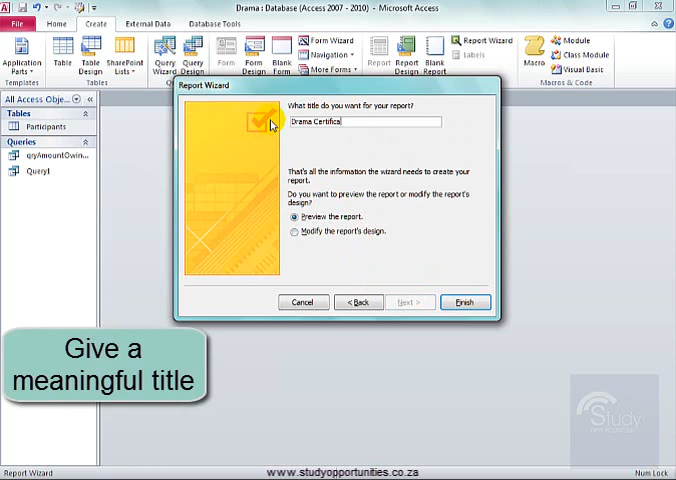 Drama : Database (Access 2007 - 2010) - Microsoft Access
File
Home
Create
External Data
Database Tools
Application Parts
Table
Table Design
SharePoint Lists
Query Wizard
Query Design
Form
Form Design
Blank Form
Form Wizard
Navigation
More Forms
Report
Report Design
Blank Report
Report Wizard
Labels
Macro
Module
Class Module
Visual Basic
Templates
Macros & Code
All Access Obje...
Tables
Participants
Queries
qryAmountOwin...
Query1
Report Wizard
What title do you want for your report?
Drama Certifica
That's all the information the wizard needs to create your
report.
Do you want to preview the report or modify the report's
design?
Preview the report.
Modify the report's design.
Cancel
< Back
Next >
Finish
Give a
meaningful title
Study
Report Wizard
www.studyopportunities.co.za
Num Lock